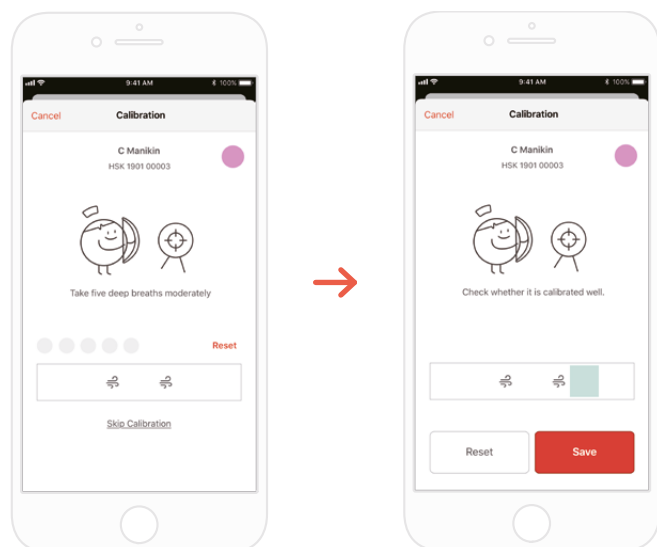 9:41 AM
100%
Cancel
Calibration
C Manikin
HSK 1901 00003
Take five deep breaths moderately
Reset
Skip Calibration
9:41 AM
100%
Cancel
Calibration
C Manikin
HSK 1901 00003
Check whether it is calibrated well.
Reset
Save